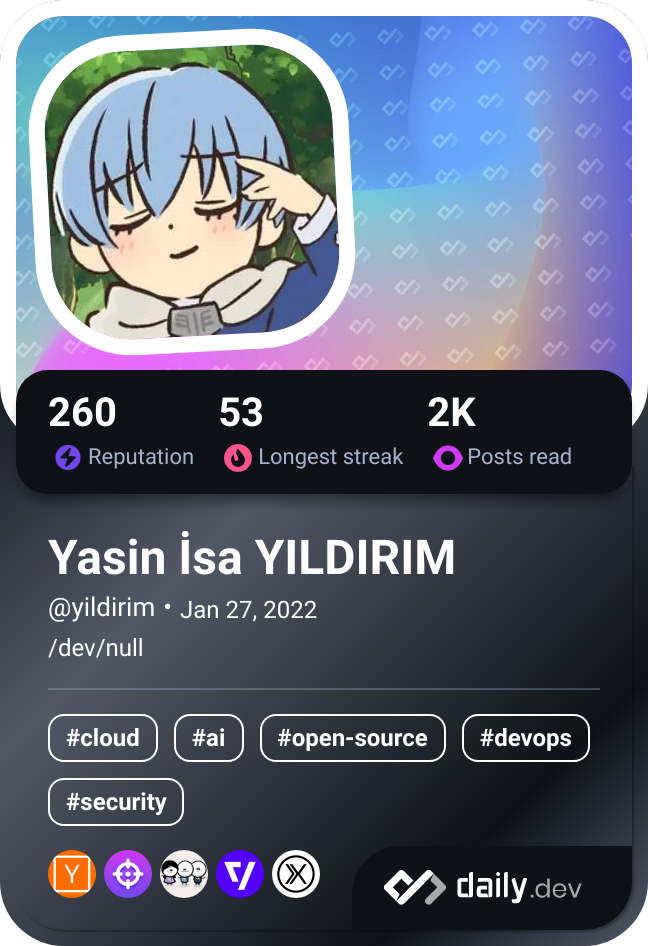 260 53 2K
Reputation Longest streak Posts read
Yasin İsa YILDIRIM
@yildirim • Jan 27, 2022
/dev/null
#cloud #ai #open-source #devops
#security
Y
daily.dev